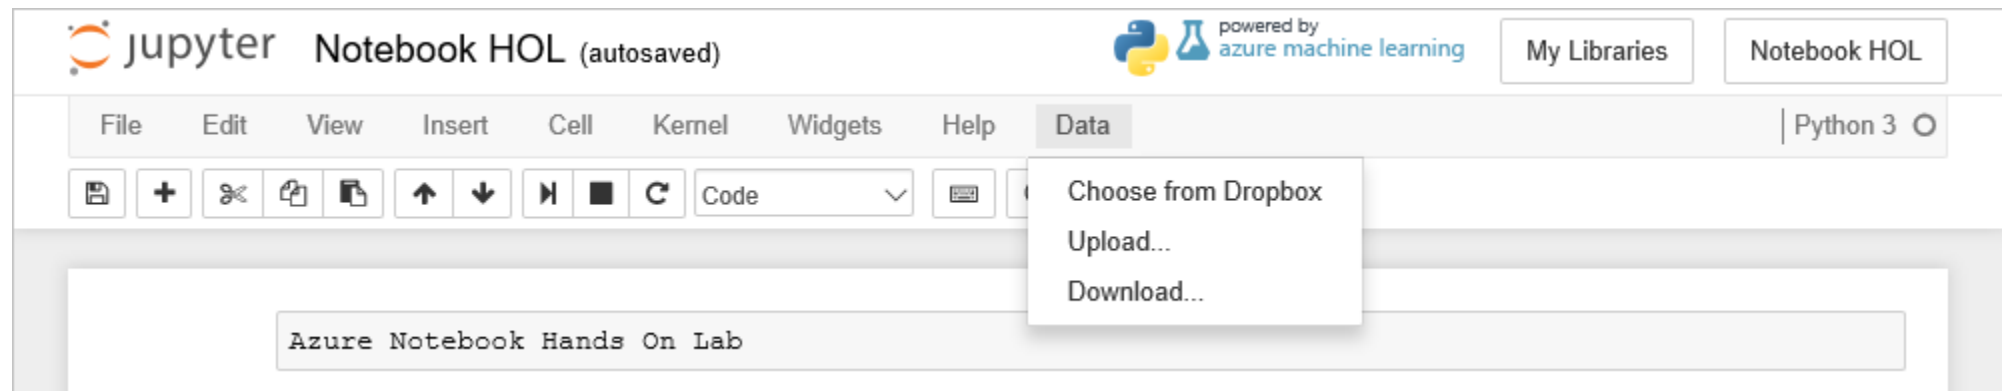 jupyter Notebook HOL (autosaved)
powered by
azure machine learning
My Libraries
Notebook HOL
File Edit View Insert Cell Kernel Widgets Help Data
Python 3
Code
Choose from Dropbox
Upload...
Download...
Azure Notebook Hands On Lab